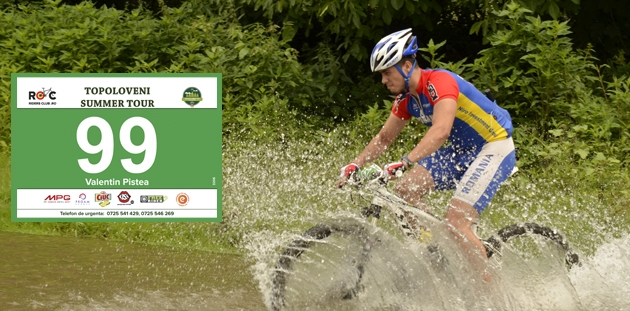 ROC
RIDERS CLUB .RO
TOPOLOVENI
SUMMER TOUR
99
Valentin Pistea
MPG
Telefon de urgenta: 0725 541 429, 0725 546 269
ROMANIA